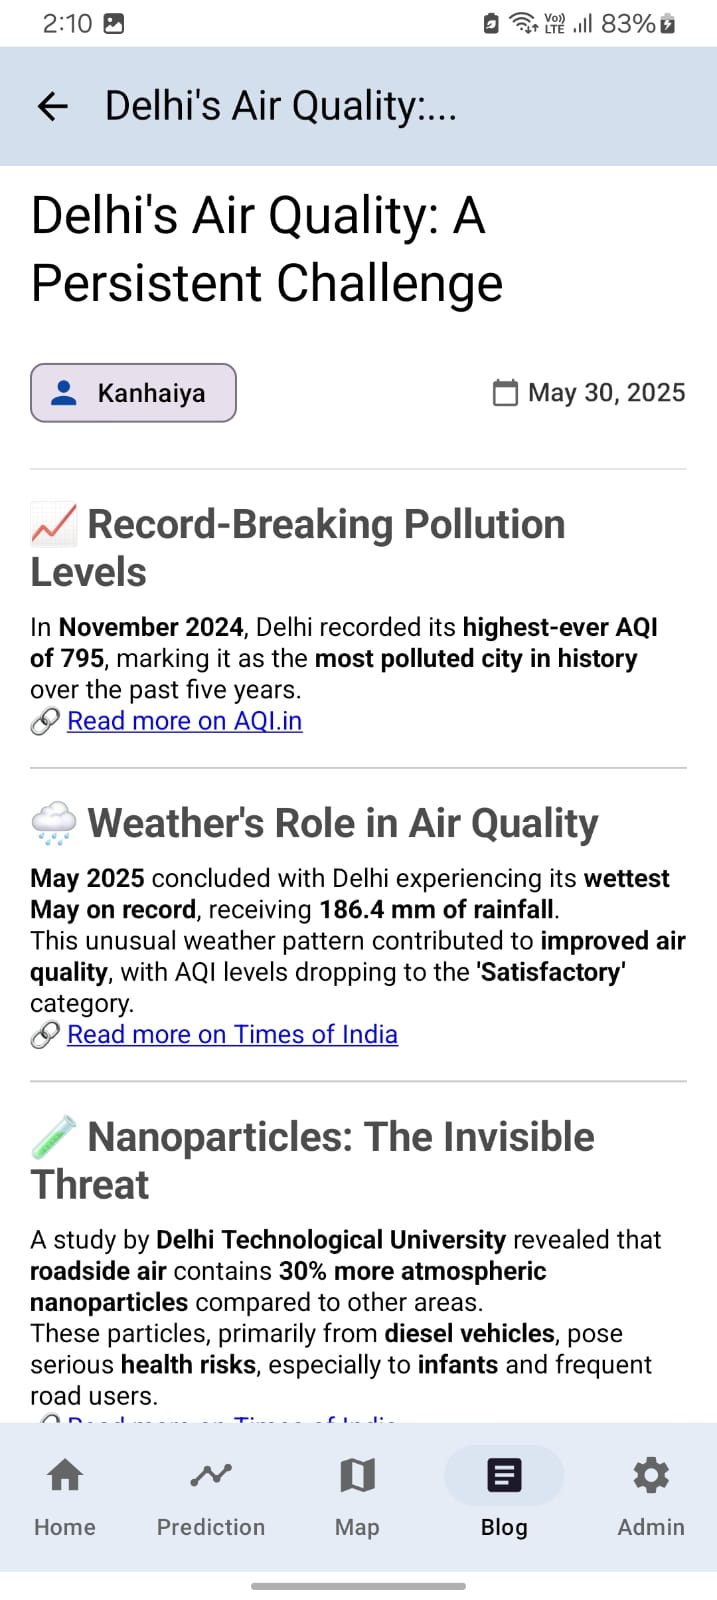 2:10
Vo))
LTE
83%
Delhi's Air Quality:...
Delhi's Air Quality: A
Persistent Challenge
Kanhaiya
May 30, 2025
Record-Breaking Pollution
Levels
In November 2024, Delhi recorded its highest-ever AQI
of 795, marking it as the most polluted city in history
over the past five years.
Read more on AQI.in
Weather's Role in Air Quality
May 2025 concluded with Delhi experiencing its wettest
May on record, receiving 186.4 mm of rainfall.
This unusual weather pattern contributed to improved air
quality, with AQI levels dropping to the 'Satisfactory'
category.
Read more on Times of India
Nanoparticles: The Invisible
Threat
A study by Delhi Technological University revealed that
roadside air contains 30% more atmospheric
nanoparticles compared to other areas.
These particles, primarily from diesel vehicles, pose
serious health risks, especially to infants and frequent
road users.
Read more on Times of India
Home
Prediction
Map
Blog
Admin